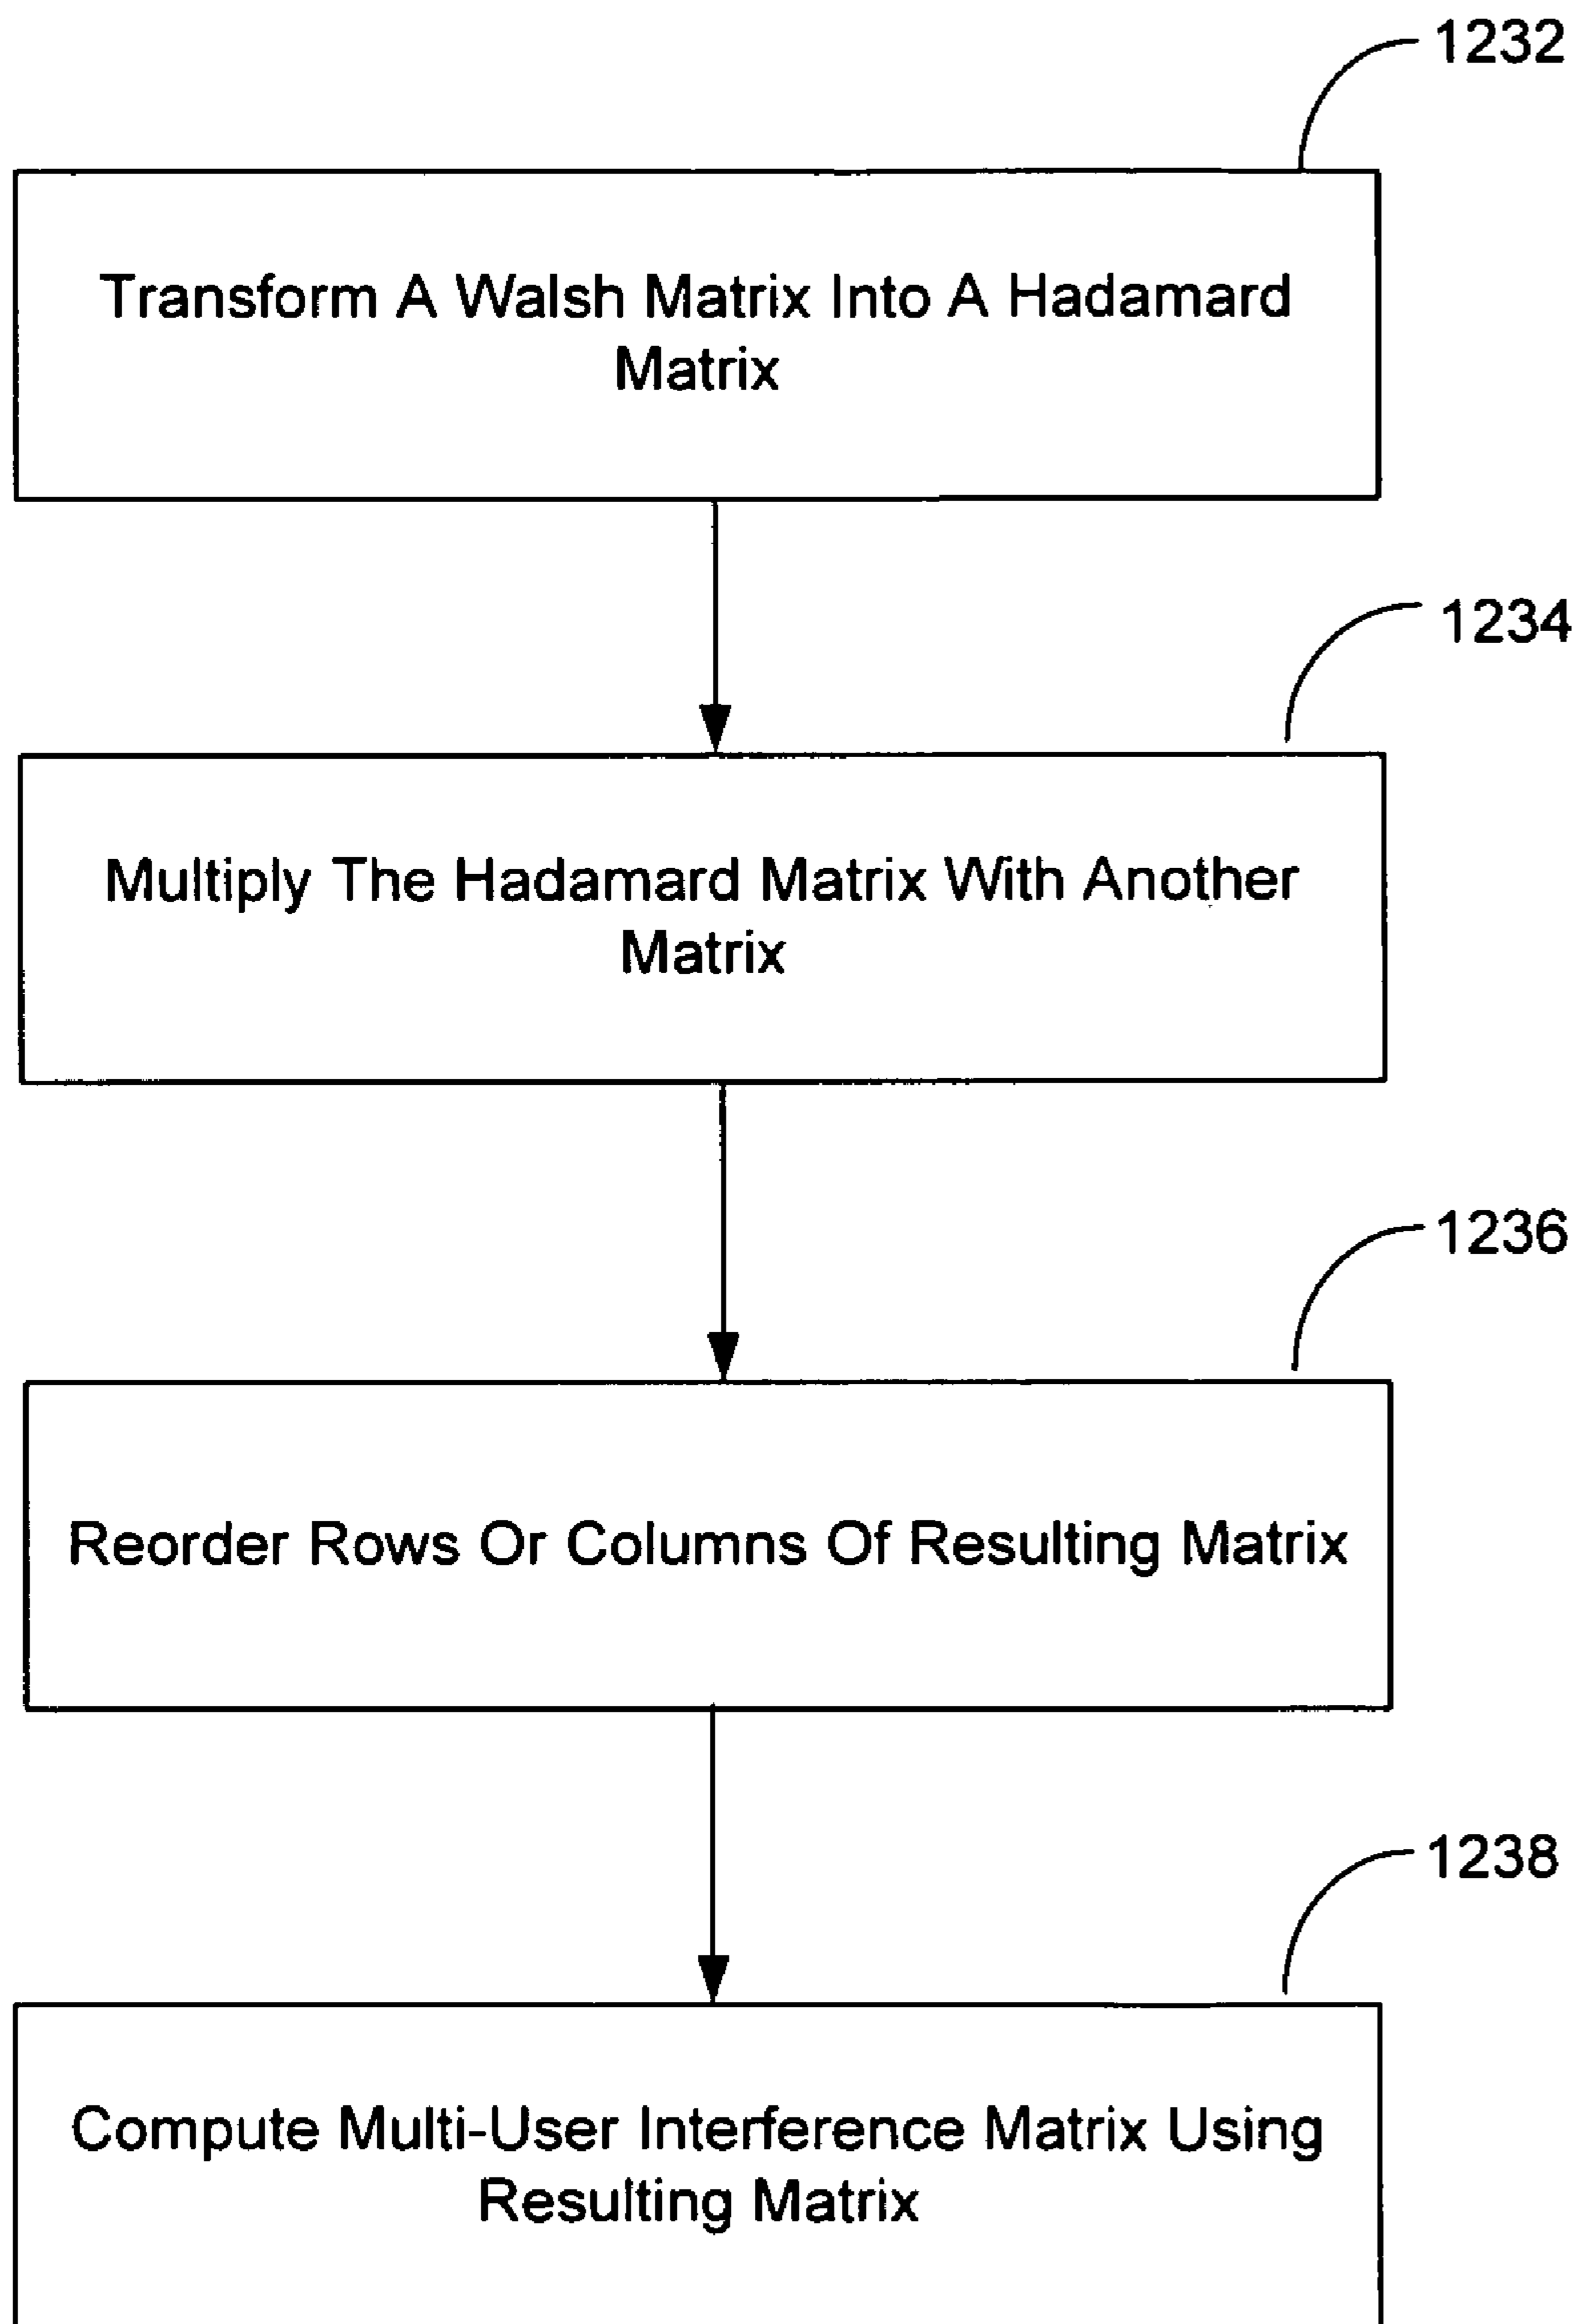 1232
Transform A Walsh Matrix Into A Hadamard
Matrix
1234
Multiply The Hadamard Matrix With Another
Matrix
1236
Reorder Rows Or Columns Of Resulting Matrix
1238
Compute Multi-User Interference Matrix Using
Resulting Matrix